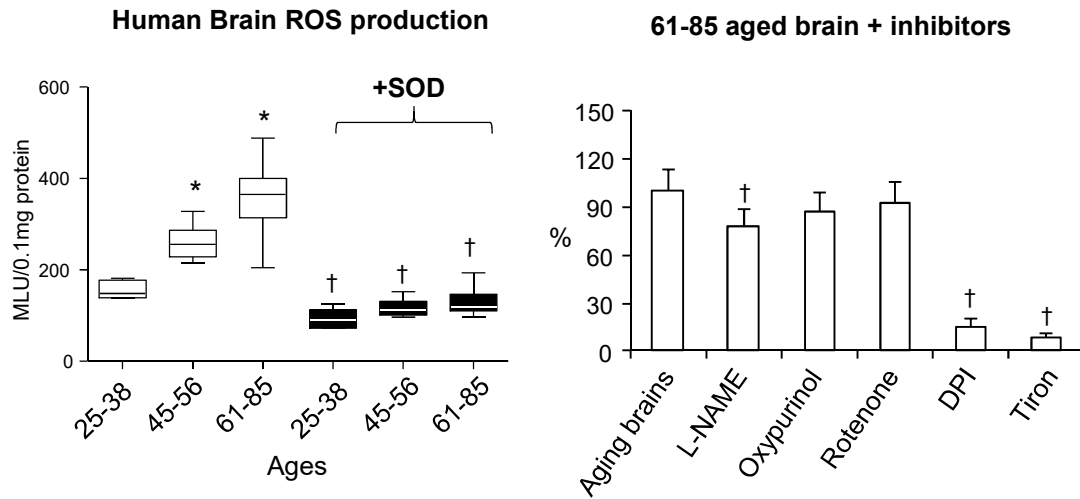 Human Brain ROS production
+SOD
MLU/0.1mg protein
600
400
200
0
*
*
†
†
†
25-38
45-56
61-85
25-38
45-56
61-85
Ages
61-85 aged brain + inhibitors
%
150
120
90
60
30
0
†
†
†
Aging brains
L-NAME
Oxypurinol
Rotenone
DPI
Tiron